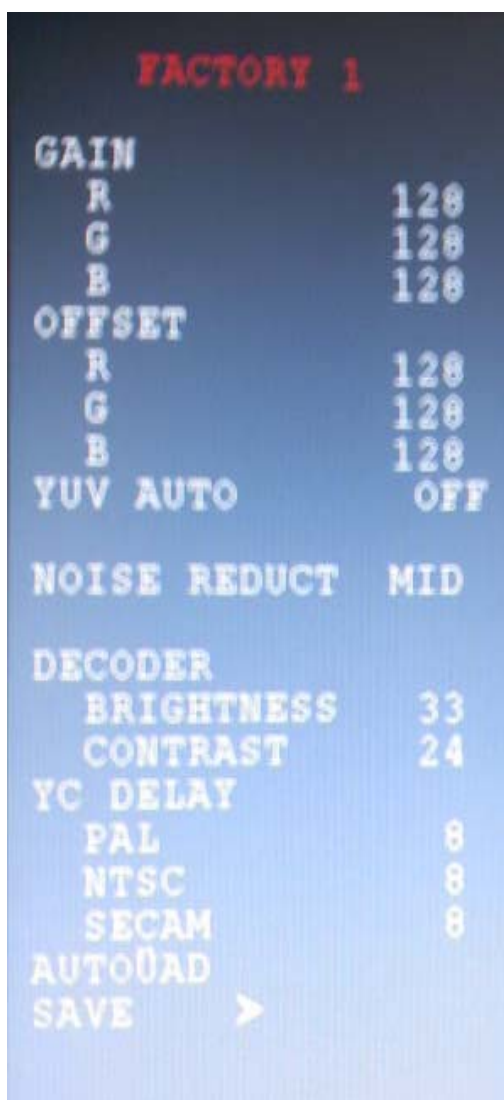 FACTORY 1
GAIN
R 128
G 128
B 128
OFFSET
R 128
G 128
B 128
YUV AUTO OFF
NOISE REDUCT MID
DECODER
BRIGHTNESS 33
CONTRAST 24
YC DELAY
PAL 8
NTSC 8
SECAM 8
AUTOÜAD
SAVE >